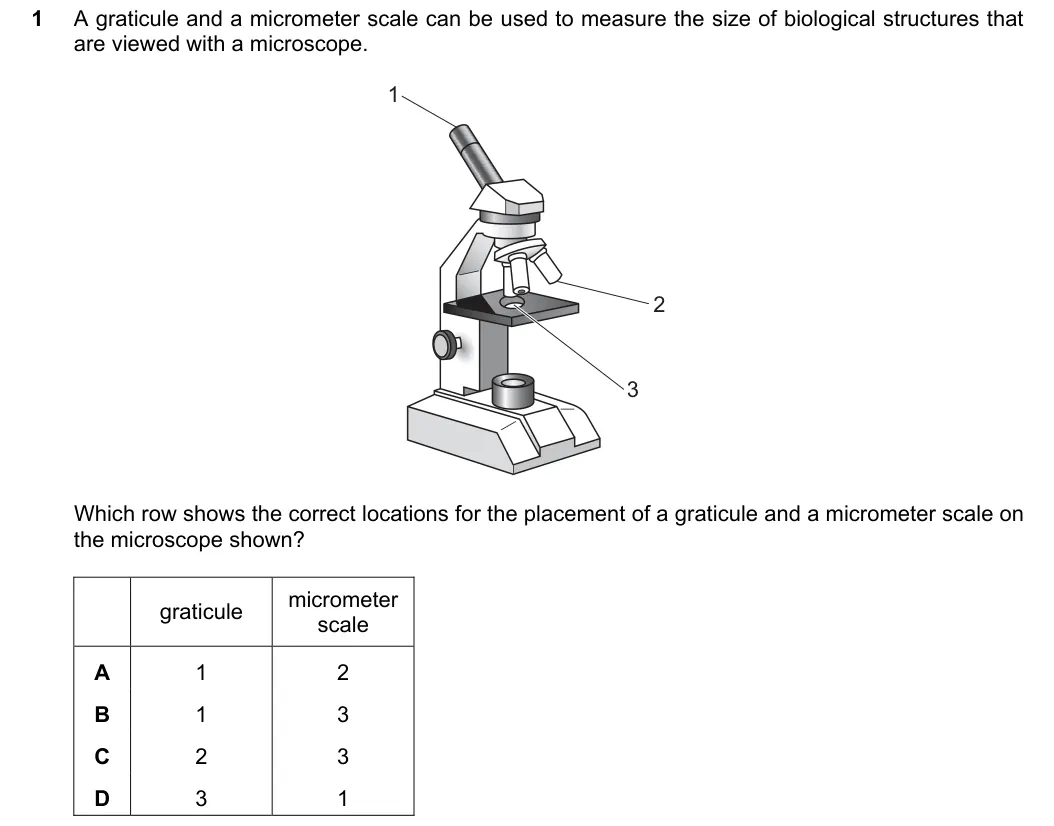 1 A graticule and a micrometer scale can be used to measure the size of biological structures that
are viewed with a microscope.
1
2
3
Which row shows the correct locations for the placement of a graticule and a micrometer scale on
the microscope shown?
graticule micrometer
scale
A 1 2
B 1 3
C 2 3
D 3 1